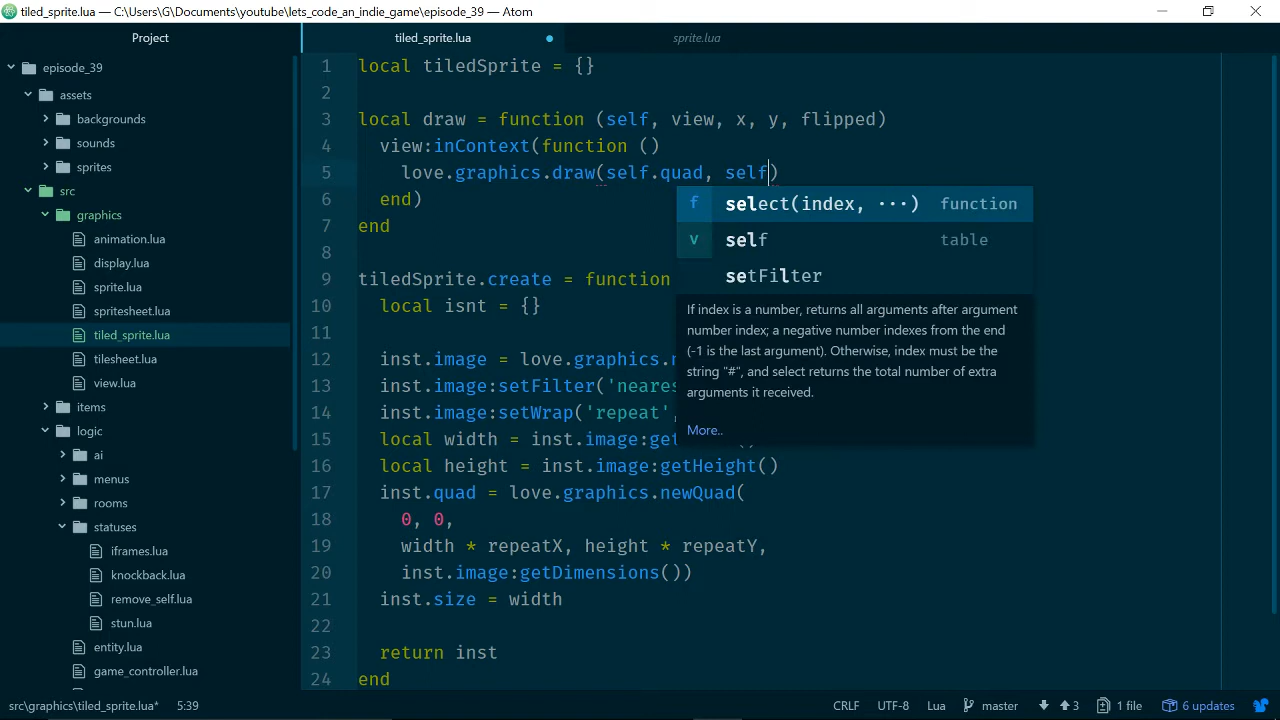 tiled_sprite.lua — C:\Users\G\Documents\youtube\lets_code_an_indie_game\episode_39 — Atom
Project
tiled_sprite.lua
sprite.lua
episode_39
assets
backgrounds
sounds
sprites
src
graphics
animation.lua
display.lua
sprite.lua
spritesheet.lua
tiled_sprite.lua
tilesheet.lua
view.lua
items
logic
ai
menus
rooms
statuses
iframes.lua
knockback.lua
remove_self.lua
stun.lua
entity.lua
game_controller.lua
1 local tiledSprite = {}
2
3 local draw = function (self, view, x, y, flipped)
4 view:inContext(function ()
5 love.graphics.draw(self.quad, self)
6 end)
7 end
8
9 tiledSprite.create = function
10 local isnt = {}
11
12 inst.image = love.graphics.n
13 inst.image:setFilter('neares
14 inst.image:setWrap('repeat',
15 local width = inst.image:get
16 local height = inst.image:getHeight()
17 inst.quad = love.graphics.newQuad(
18 0, 0,
19 width * repeatX, height * repeatY,
20 inst.image:getDimensions())
21 inst.size = width
22
23 return inst
24 end
f select(index, ···) function
v self table
setFilter
If index is a number, returns all arguments after argument
number index; a negative number indexes from the end
(-1 is the last argument). Otherwise, index must be the
string "#", and select returns the total number of extra
arguments it received.
More..
src\graphics\tiled_sprite.lua* 5:39 CRLF UTF-8 Lua master 3 1 file 6 updates